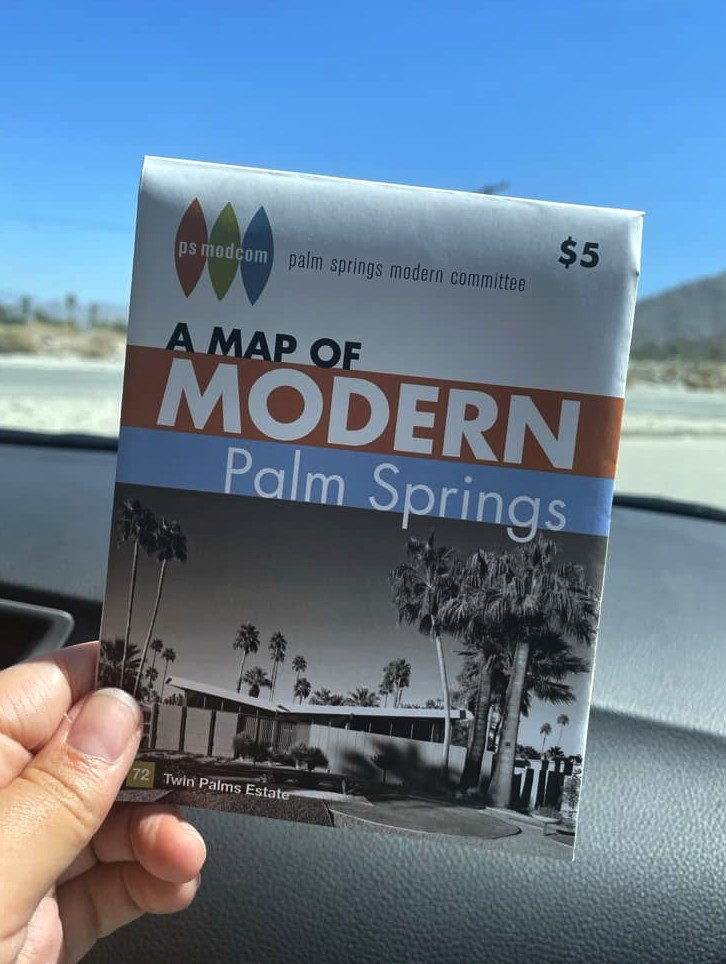 ps modcom
palm springs modern committee
$5
A MAP OF
MODERN
Palm Springs
72
Twin Palms Estate